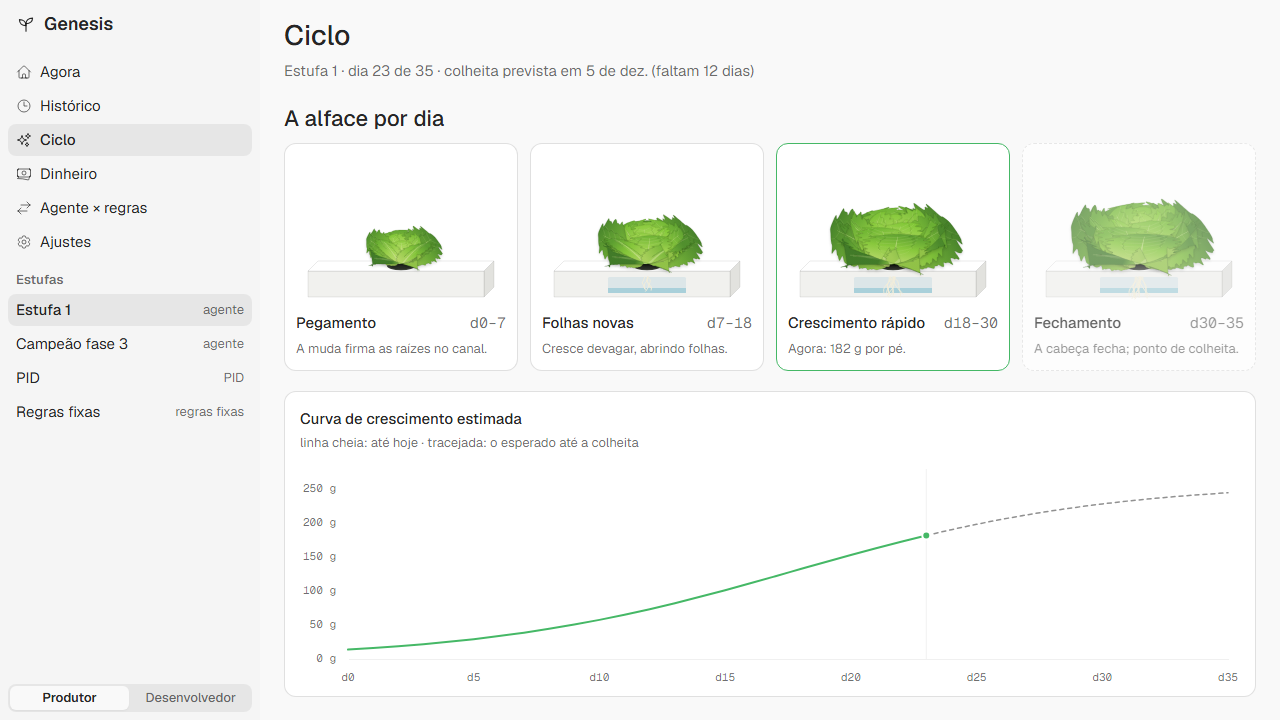 Genesis
Agora
Histórico
Ciclo
Dinheiro
Agente × regras
Ajustes
Estufas
Estufa 1 agente
Campeão fase 3 agente
PID PID
Regras fixas regras fixas
Produtor Desenvolvedor
Ciclo
Estufa 1 · dia 23 de 35 · colheita prevista em 5 de dez. (faltam 12 dias)
A alface por dia
Pegamento d0–7
A muda firma as raízes no canal.
Folhas novas d7–18
Cresce devagar, abrindo folhas.
Crescimento rápido d18–30
Agora: 182 g por pé.
Fechamento d30–35
A cabeça fecha; ponto de colheita.
Curva de crescimento estimada
linha cheia: até hoje · tracejada: o esperado até a colheita
250 g
200 g
150 g
100 g
50 g
0 g
d0 d5 d10 d15 d20 d25 d30 d35